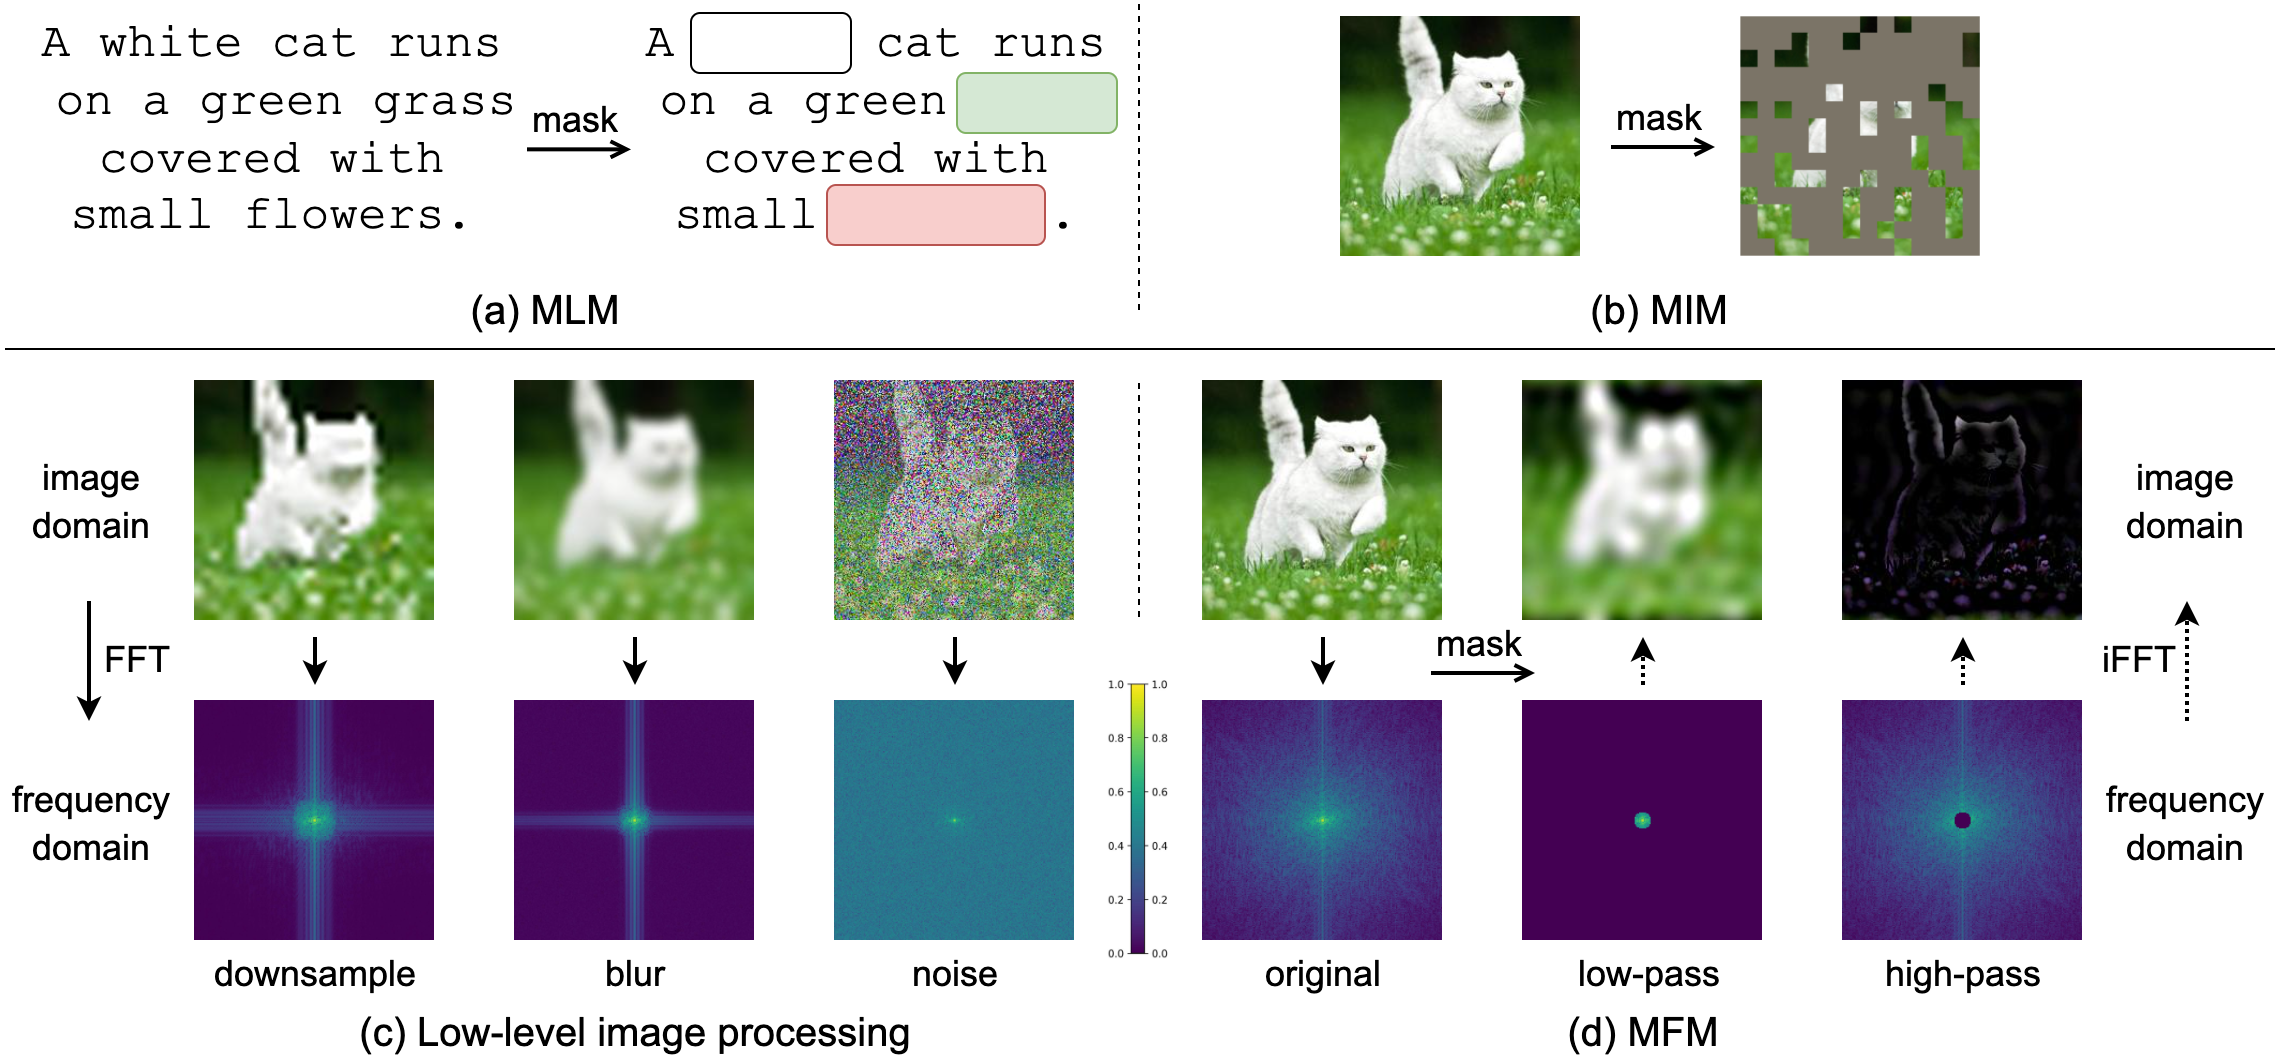 A white cat runs
on a green grass
covered with
small flowers.
mask
A cat runs
on a green
covered with
small .
(a) MLM
mask
(b) MIM
image
domain
FFT
frequency
domain
downsample
blur
noise
(c) Low-level image processing
1.0 1.0
0.8 0.8
0.6 0.6
0.4 0.4
0.2 0.2
0.0 0.0
mask
original
low-pass
high-pass
image
domain
iFFT
frequency
domain
(d) MFM